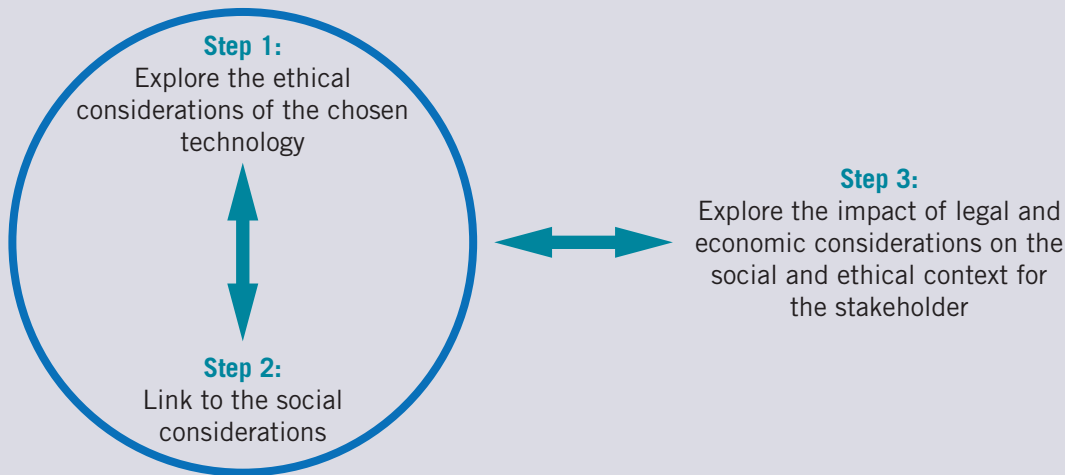 Step 1:
Explore the ethical
considerations of the chosen
technology
Step 2:
Link to the social
considerations
Step 3:
Explore the impact of legal and
economic considerations on the
social and ethical context for
the stakeholder